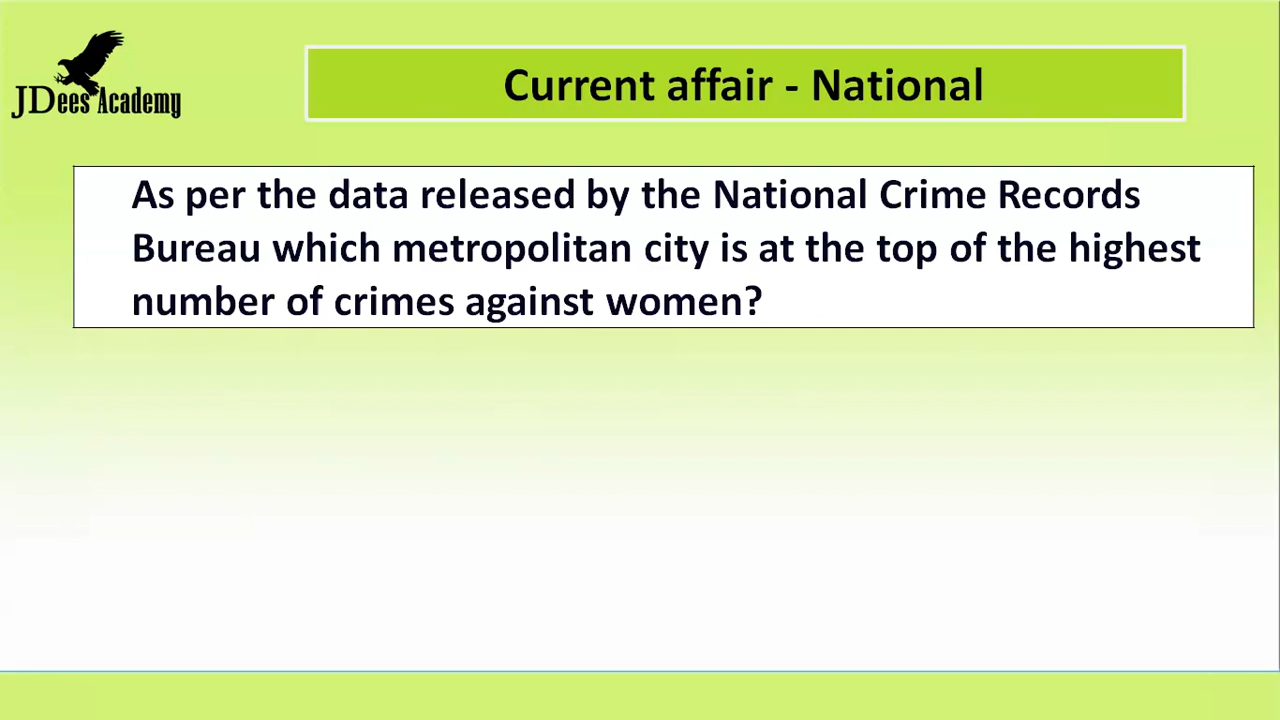 JDees Academy
Current affair - National
As per the data released by the National Crime Records
Bureau which metropolitan city is at the top of the highest
number of crimes against women?